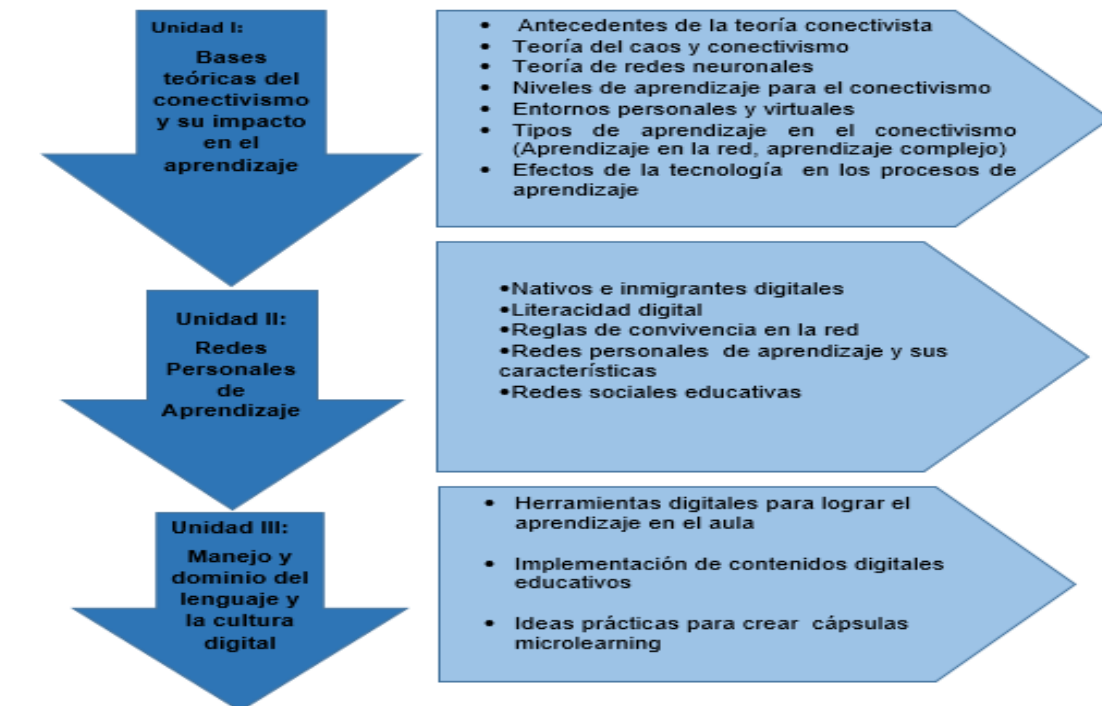 Unidad I:
Bases
teóricas del
conectivismo
y su impacto
en el
aprendizaje
• Antecedentes de la teoría conectivista
• Teoría del caos y conectivismo
• Teoría de redes neuronales
• Niveles de aprendizaje para el conectivismo
• Entornos personales y virtuales
• Tipos de aprendizaje en el conectivismo
(Aprendizaje en la red, aprendizaje complejo)
• Efectos de la tecnología en los procesos de
aprendizaje
Unidad II:
Redes
Personales
de
Aprendizaje
•Nativos e inmigrantes digitales
•Literacidad digital
•Reglas de convivencia en la red
•Redes personales de aprendizaje y sus
características
•Redes sociales educativas
Unidad III:
Manejo y
dominio del
lenguaje y
la cultura
digital
• Herramientas digitales para lograr el
aprendizaje en el aula
• Implementación de contenidos digitales
educativos
• Ideas prácticas para crear cápsulas
microlearning